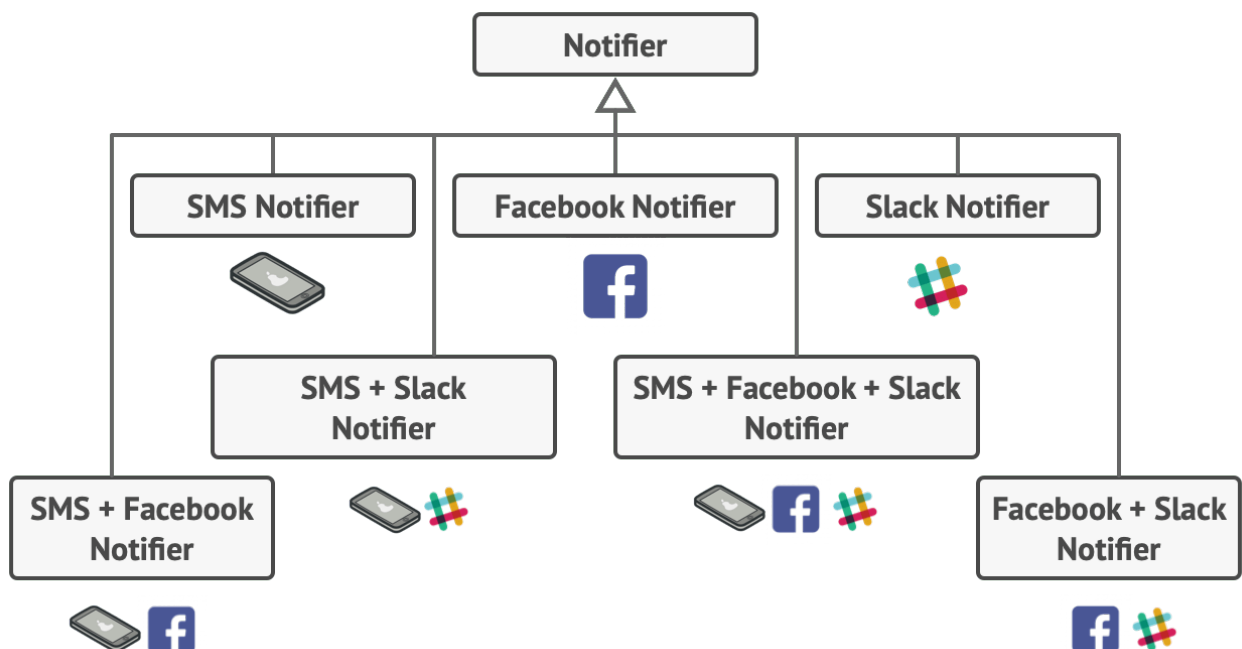 Notifier
SMS Notifier
Facebook Notifier
Slack Notifier
SMS + Slack
Notifier
SMS + Facebook + Slack
Notifier
SMS + Facebook
Notifier
Facebook + Slack
Notifier